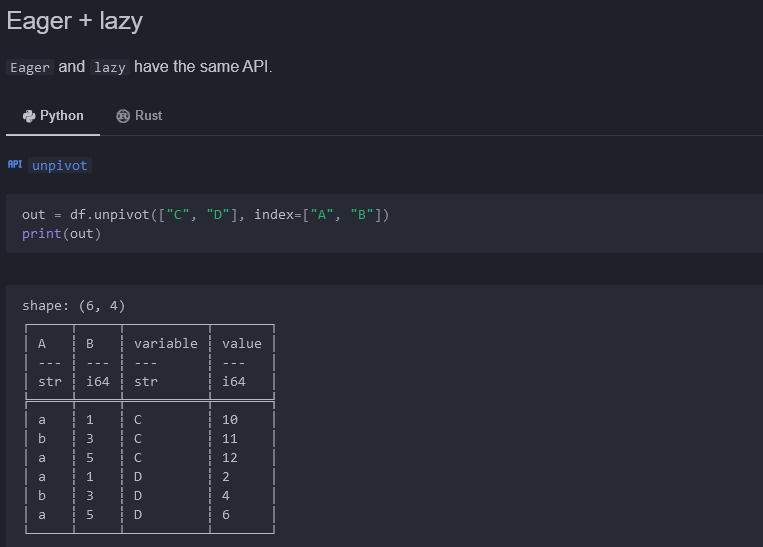 Eager + lazy
Eager and lazy have the same API.
Python Rust
API unpivot
out = df.unpivot(["C", "D"], index=["A", "B"])
print(out)
shape: (6, 4)
┌─────┬─────┬──────────┬───────┐
│ A   ┆ B   ┆ variable ┆ value │
│ --- ┆ --- ┆ ---      ┆ ---   │
│ str ┆ i64 ┆ str      ┆ i64   │
╞═════╪═════╪══════════╪═══════╡
│ a   ┆ 1   ┆ C        ┆ 10    │
│ b   ┆ 3   ┆ C        ┆ 11    │
│ a   ┆ 5   ┆ C        ┆ 12    │
│ a   ┆ 1   ┆ D        ┆ 2     │
│ b   ┆ 3   ┆ D        ┆ 4     │
│ a   ┆ 5   ┆ D        ┆ 6     │
└─────┴─────┴──────────┴───────┘